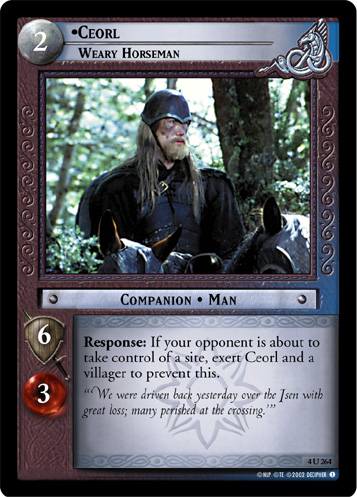 2
•Ceorl
Weary Horseman
Companion • Man
6
3
Response: If your opponent is about to
take control of a site, exert Ceorl and a
villager to prevent this.
“‘We were driven back yesterday over the Isen with
great loss; many perished at the crossing.’”
4 U 264
©NLP ©TE ©2002 DECIPHER